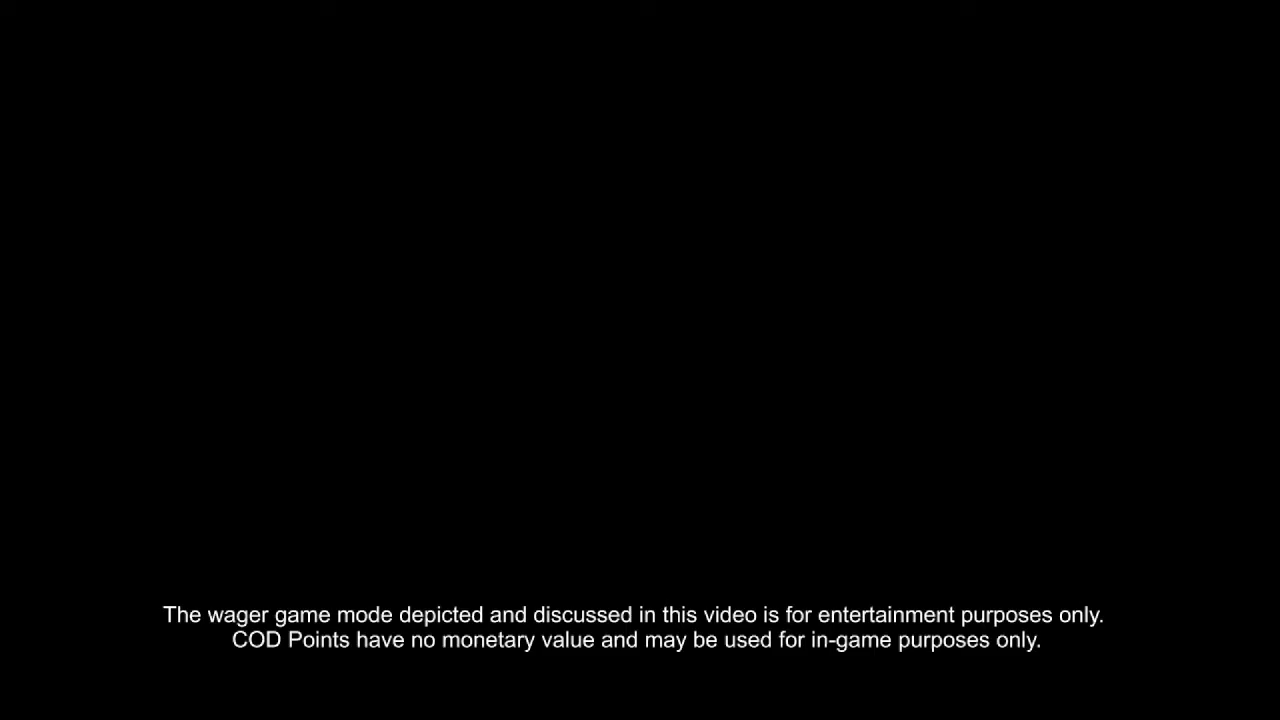 The wager game mode depicted and discussed in this video is for entertainment purposes only.
COD Points have no monetary value and may be used for in-game purposes only.